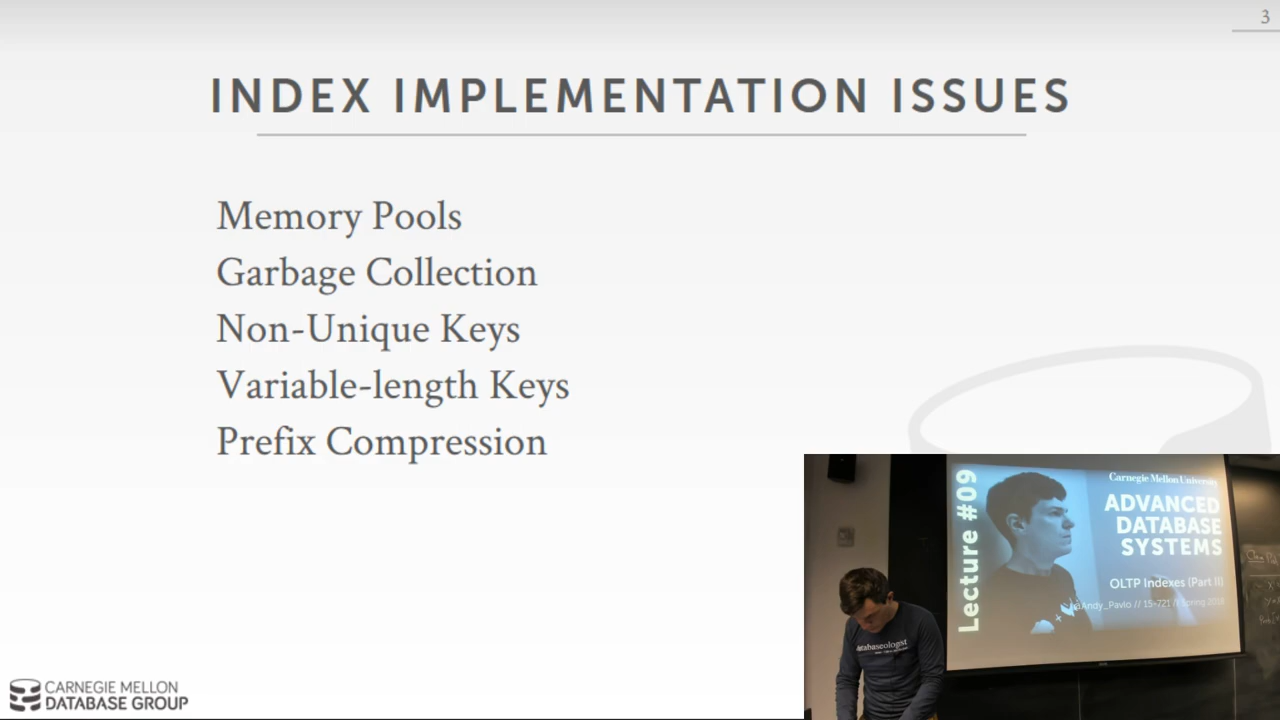 3
INDEX IMPLEMENTATION ISSUES
Memory Pools
Garbage Collection
Non-Unique Keys
Variable-length Keys
Prefix Compression
CARNEGIE MELLON
DATABASE GROUP
Lecture #09
Carnegie Mellon University
ADVANCED
DATABASE
SYSTEMS
OLTP Indexes (Part II)
@Andy_Pavlo // 15-721 // Spring 2018
databaseologist